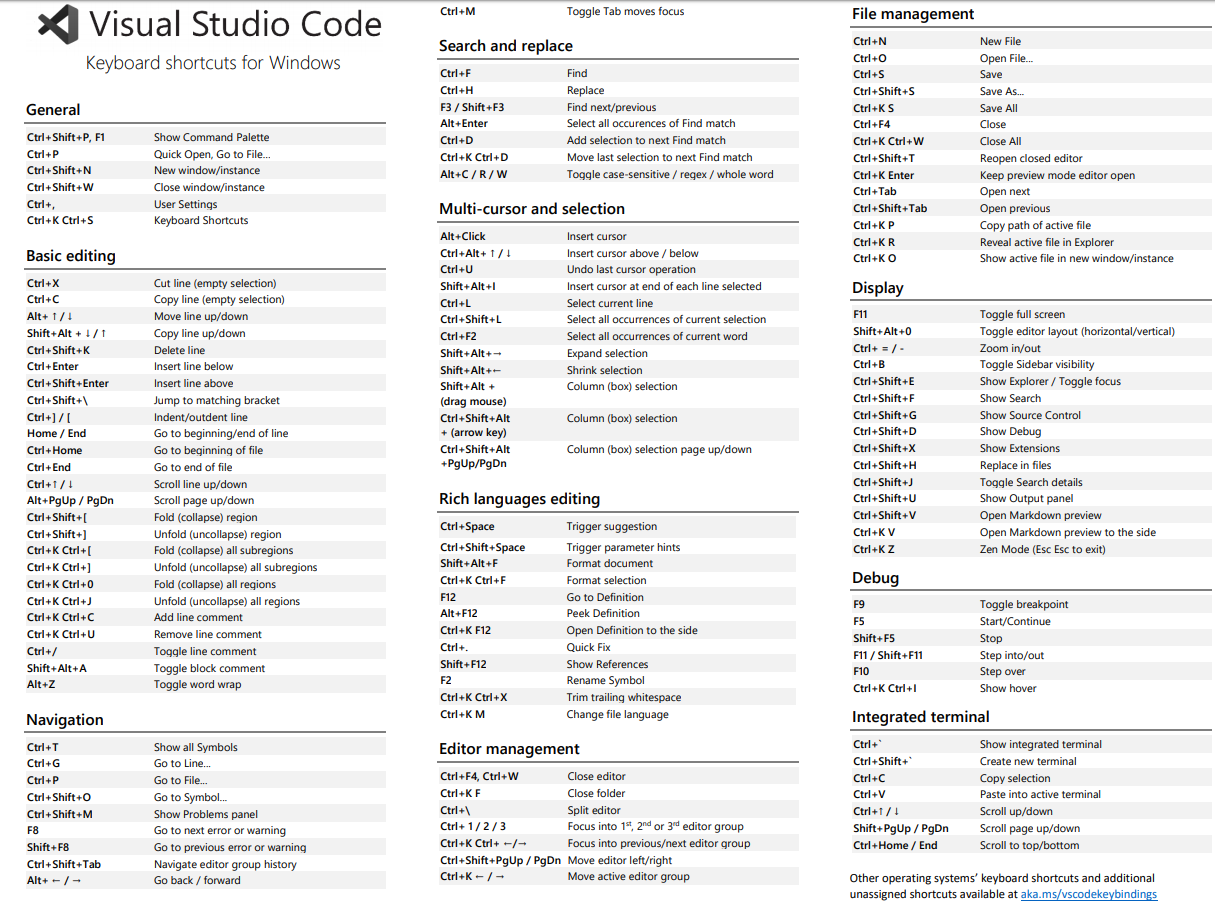 Visual Studio Code
Keyboard shortcuts for Windows
General
Ctrl+Shift+P, F1 Show Command Palette
Ctrl+P Quick Open, Go to File…
Ctrl+Shift+N New window/instance
Ctrl+Shift+W Close window/instance
Ctrl+, User Settings
Ctrl+K Ctrl+S Keyboard Shortcuts
Basic editing
Ctrl+X Cut line (empty selection)
Ctrl+C Copy line (empty selection)
Alt+ ↑ / ↓ Move line up/down
Shift+Alt + ↓ / ↑ Copy line up/down
Ctrl+Shift+K Delete line
Ctrl+Enter Insert line below
Ctrl+Shift+Enter Insert line above
Ctrl+Shift+\ Jump to matching bracket
Ctrl+] / [ Indent/outdent line
Home / End Go to beginning/end of line
Ctrl+Home Go to beginning of file
Ctrl+End Go to end of file
Ctrl+↑ / ↓ Scroll line up/down
Alt+PgUp / PgDn Scroll page up/down
Ctrl+Shift+[ Fold (collapse) region
Ctrl+Shift+] Unfold (uncollapse) region
Ctrl+K Ctrl+[ Fold (collapse) all subregions
Ctrl+K Ctrl+] Unfold (uncollapse) all subregions
Ctrl+K Ctrl+0 Fold (collapse) all regions
Ctrl+K Ctrl+J Unfold (uncollapse) all regions
Ctrl+K Ctrl+C Add line comment
Ctrl+K Ctrl+U Remove line comment
Ctrl+/ Toggle line comment
Shift+Alt+A Toggle block comment
Alt+Z Toggle word wrap
Navigation
Ctrl+T Show all Symbols
Ctrl+G Go to Line...
Ctrl+P Go to File...
Ctrl+Shift+O Go to Symbol...
Ctrl+Shift+M Show Problems panel
F8 Go to next error or warning
Shift+F8 Go to previous error or warning
Ctrl+Shift+Tab Navigate editor group history
Alt+ ← / → Go back / forward
Ctrl+M Toggle Tab moves focus
Search and replace
Ctrl+F Find
Ctrl+H Replace
F3 / Shift+F3 Find next/previous
Alt+Enter Select all occurences of Find match
Ctrl+D Add selection to next Find match
Ctrl+K Ctrl+D Move last selection to next Find match
Alt+C / R / W Toggle case-sensitive / regex / whole word
Multi-cursor and selection
Alt+Click Insert cursor
Ctrl+Alt+ ↑ / ↓ Insert cursor above / below
Ctrl+U Undo last cursor operation
Shift+Alt+I Insert cursor at end of each line selected
Ctrl+L Select current line
Ctrl+Shift+L Select all occurrences of current selection
Ctrl+F2 Select all occurrences of current word
Shift+Alt+→ Expand selection
Shift+Alt+← Shrink selection
Shift+Alt + Column (box) selection
(drag mouse)
Ctrl+Shift+Alt Column (box) selection
+ (arrow key)
Ctrl+Shift+Alt Column (box) selection page up/down
+PgUp/PgDn
Rich languages editing
Ctrl+Space Trigger suggestion
Ctrl+Shift+Space Trigger parameter hints
Shift+Alt+F Format document
Ctrl+K Ctrl+F Format selection
F12 Go to Definition
Alt+F12 Peek Definition
Ctrl+K F12 Open Definition to the side
Ctrl+. Quick Fix
Shift+F12 Show References
F2 Rename Symbol
Ctrl+K Ctrl+X Trim trailing whitespace
Ctrl+K M Change file language
Editor management
Ctrl+F4, Ctrl+W Close editor
Ctrl+K F Close folder
Ctrl+\ Split editor
Ctrl+ 1 / 2 / 3 Focus into 1st, 2nd or 3rd editor group
Ctrl+K Ctrl+ ←/→ Focus into previous/next editor group
Ctrl+Shift+PgUp / PgDn Move editor left/right
Ctrl+K ← / → Move active editor group
File management
Ctrl+N New File
Ctrl+O Open File...
Ctrl+S Save
Ctrl+Shift+S Save As...
Ctrl+K S Save All
Ctrl+F4 Close
Ctrl+K Ctrl+W Close All
Ctrl+Shift+T Reopen closed editor
Ctrl+K Enter Keep preview mode editor open
Ctrl+Tab Open next
Ctrl+Shift+Tab Open previous
Ctrl+K P Copy path of active file
Ctrl+K R Reveal active file in Explorer
Ctrl+K O Show active file in new window/instance
Display
F11 Toggle full screen
Shift+Alt+0 Toggle editor layout (horizontal/vertical)
Ctrl+ = / - Zoom in/out
Ctrl+B Toggle Sidebar visibility
Ctrl+Shift+E Show Explorer / Toggle focus
Ctrl+Shift+F Show Search
Ctrl+Shift+G Show Source Control
Ctrl+Shift+D Show Debug
Ctrl+Shift+X Show Extensions
Ctrl+Shift+H Replace in files
Ctrl+Shift+J Toggle Search details
Ctrl+Shift+U Show Output panel
Ctrl+Shift+V Open Markdown preview
Ctrl+K V Open Markdown preview to the side
Ctrl+K Z Zen Mode (Esc Esc to exit)
Debug
F9 Toggle breakpoint
F5 Start/Continue
Shift+F5 Stop
F11 / Shift+F11 Step into/out
F10 Step over
Ctrl+K Ctrl+I Show hover
Integrated terminal
Ctrl+` Show integrated terminal
Ctrl+Shift+` Create new terminal
Ctrl+C Copy selection
Ctrl+V Paste into active terminal
Ctrl+↑ / ↓ Scroll up/down
Shift+PgUp / PgDn Scroll page up/down
Ctrl+Home / End Scroll to top/bottom
Other operating systems’ keyboard shortcuts and additional
unassigned shortcuts available at aka.ms/vscodekeybindings